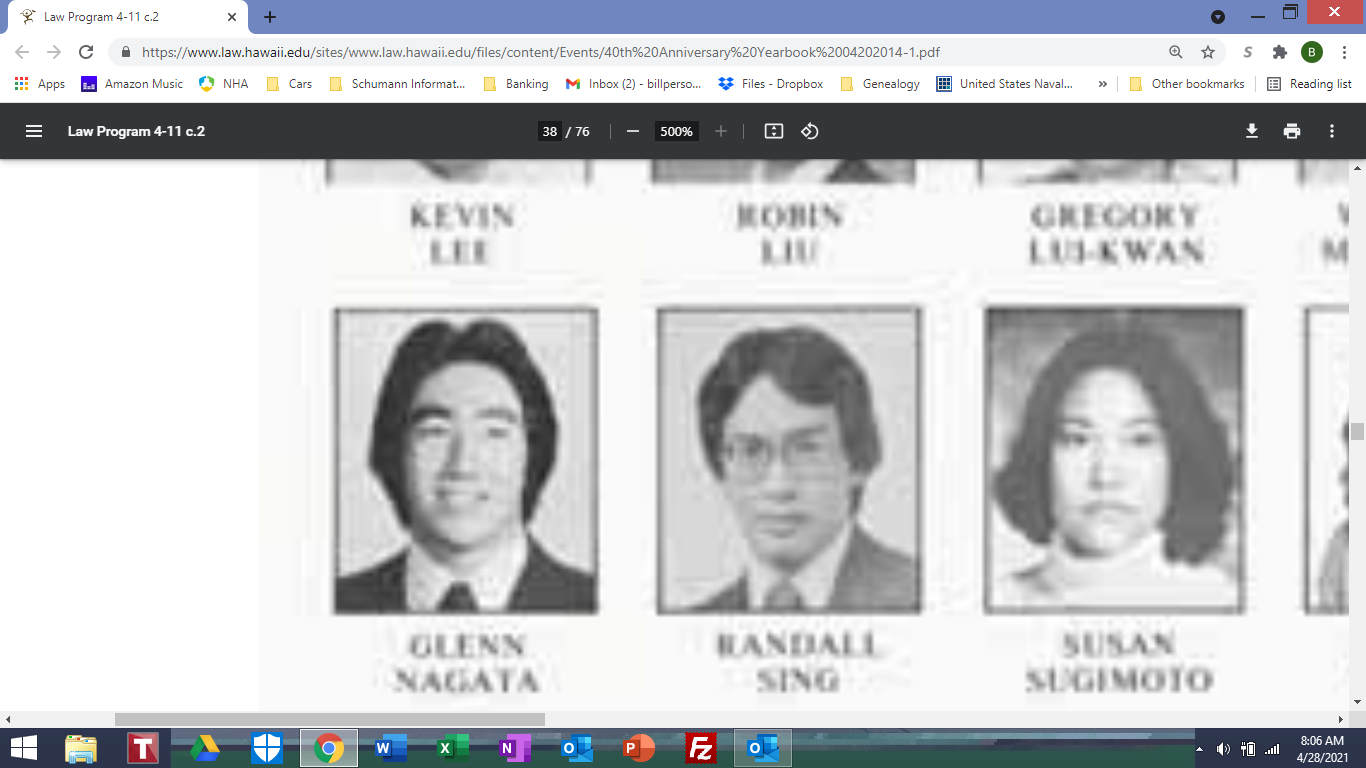 Law Program 4-11 c.2
https://www.law.hawaii.edu/sites/www.law.hawaii.edu/files/content/Events/40th%20Anniversary%20Yearbook%2004202014-1.pdf
S
B
Apps
Amazon Music
NHA
Cars
Schumann Informat...
Banking
Inbox (2) - billperso...
Files - Dropbox
Genealogy
United States Naval...
»
Other bookmarks
Reading list
Law Program 4-11 c.2
38 / 76
500%
KEVIN
LEE
ROBIN
LIU
GREGORY
LUI-KWAN
M
GLENN
NAGATA
RANDALL
SING
SUSAN
SUGIMOTO
8:06 AM
4/28/2021